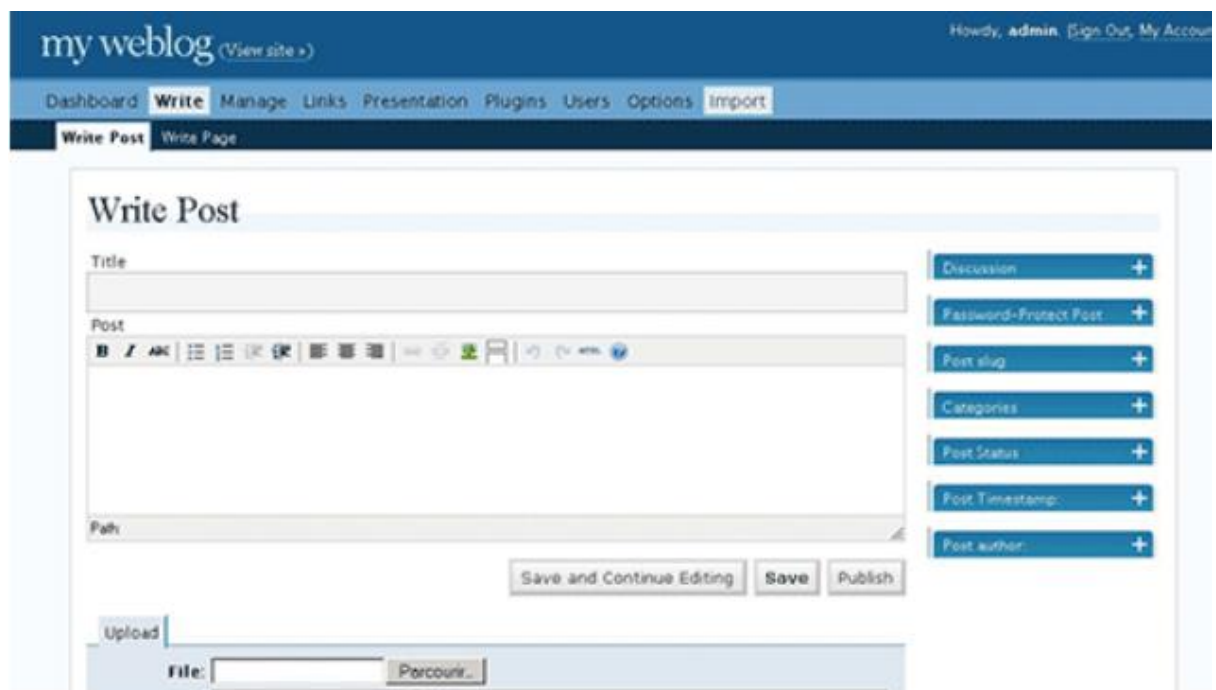 my weblog (View site »)
Howdy, admin. [Sign Out, My Accoun
Dashboard Write Manage Links Presentation Plugins Users Options Import
Write Post Write Page
Write Post
Title
Post
B I ABC HTML ?
Path:
Save and Continue Editing Save Publish
Discussion +
Password-Protect Post +
Post slug +
Categories +
Post Status +
Post Timestamp: +
Post author: +
Upload
File: Parcourir...